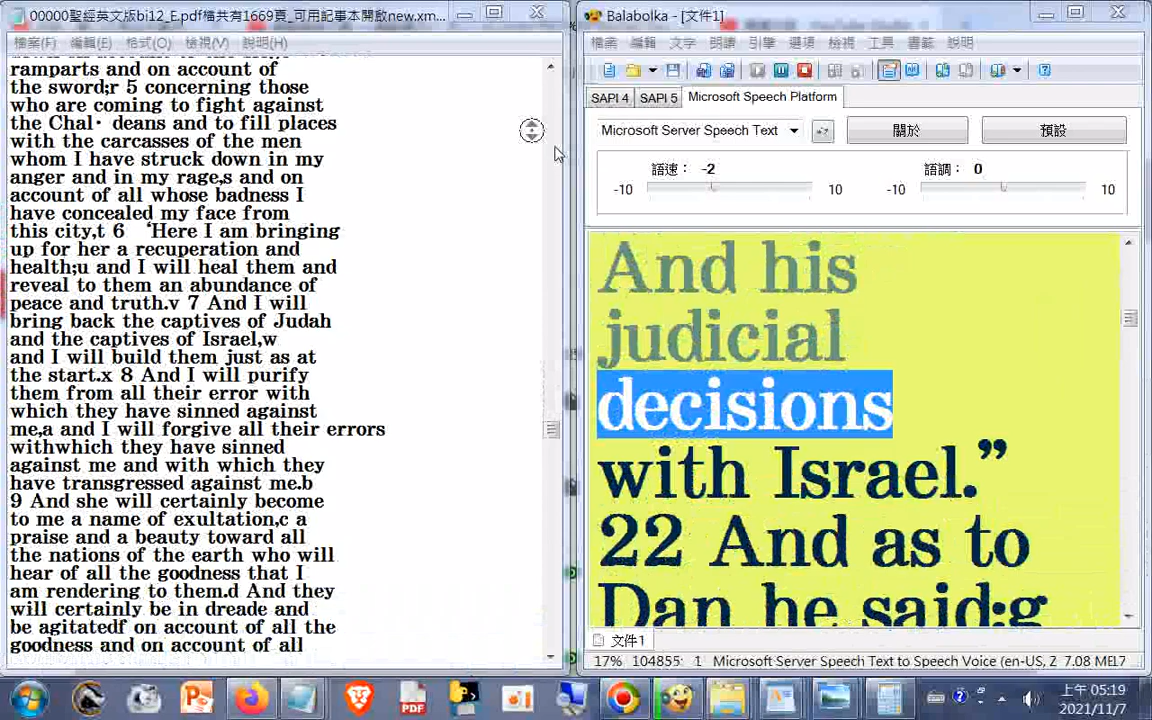 00000聖經英文版bi12_E.pdf檔共有1669頁_可用記事本開啟new.xm...
檔案(F) 編輯(E) 格式(O) 檢視(V) 說明(H)
ramparts and on account of
the sword;r 5 concerning those
who are coming to fight against
the Chal· deans and to fill places
with the carcasses of the men
whom I have struck down in my
anger and in my rage,s and on
account of all whose badness I
have concealed my face from
this city,t 6 ‘Here I am bringing
up for her a recuperation and
health;u and I will heal them and
reveal to them an abundance of
peace and truth.v 7 And I will
bring back the captives of Judah
and the captives of Israel,w
and I will build them just as at
the start.x 8 And I will purify
them from all their error with
which they have sinned against
me,a and I will forgive all their errors
withwhich they have sinned
against me and with which they
have transgressed against me.b
9 And she will certainly become
to me a name of exultation,c a
praise and a beauty toward all
the nations of the earth who will
hear of all the goodness that I
am rendering to them.d And they
will certainly be in dreade and
be agitatedf on account of all the
goodness and on account of all
Balabolka - [文件1]
檔案 編輯 文字 朗讀 引擎 選項 檢視 工具 書籤 說明
SAPI 4 SAPI 5 Microsoft Speech Platform
Microsoft Server Speech Text 關於 預設
語速： -2 語調： 0
-10 10 -10 10
And his
judicial
decisions
with Israel.”
22 And as to
Dan he said:g
文件1
17% 104855: 1 Microsoft Server Speech Text to Speech Voice (en-US, 2 7.08 ME
PDF
上午 05:19
2021/11/7